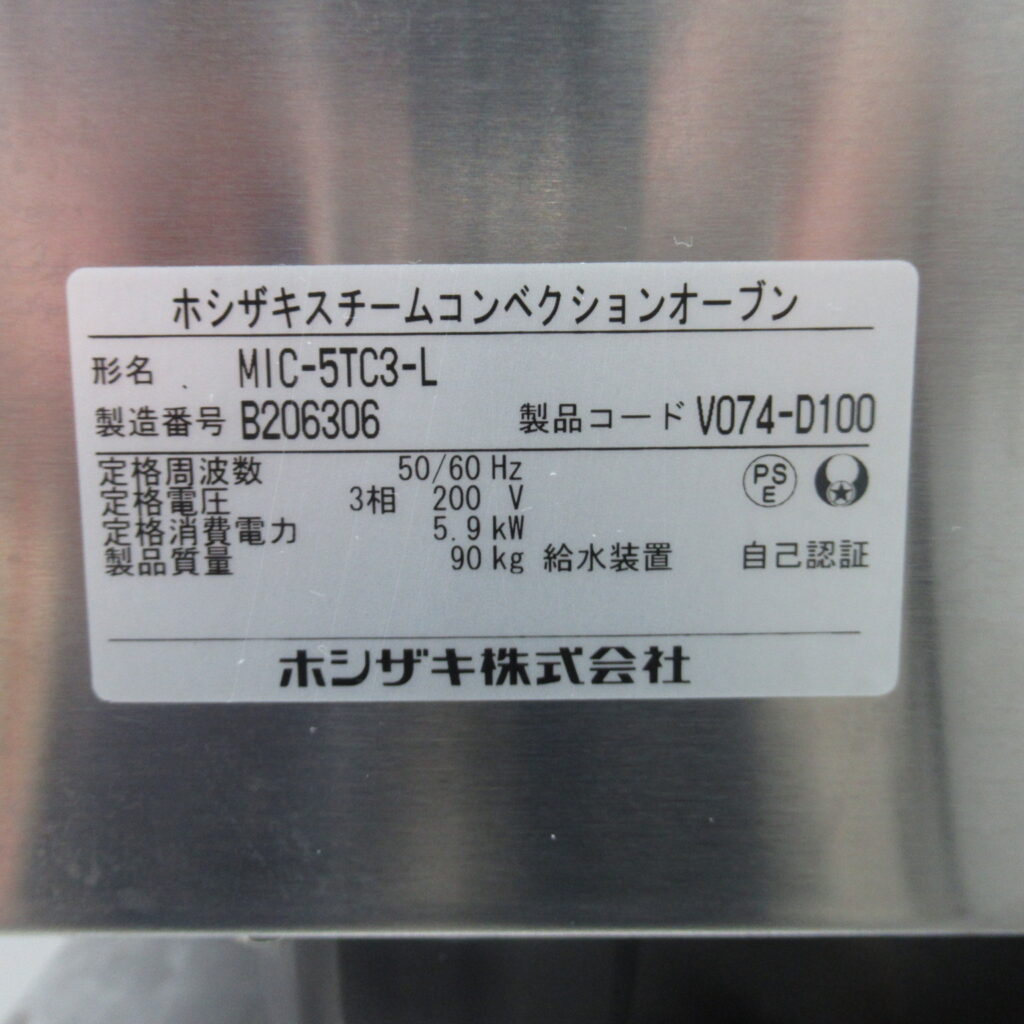 ホシザキスチームコンベクションオーブン
形名 MIC-5TC3-L
製造番号 B206306 製品コード V074-D100
定格周波数 50/60 Hz PSE
定格電圧 3相 200 V
定格消費電力 5.9 kW
製品質量 90 kg 給水装置 自己認証
ホシザキ株式会社